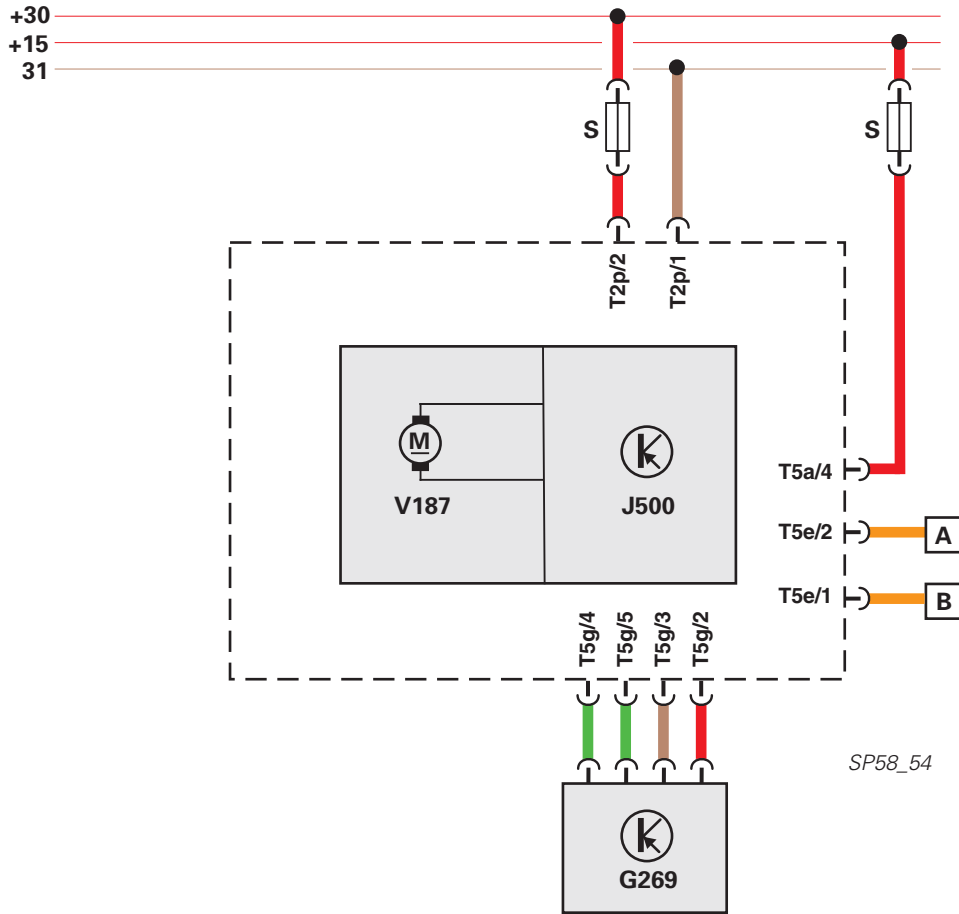 +30
+15
31
S
S
T2p/2
T2p/1
M
V187
J500
T5a/4
T5e/2
A
T5e/1
B
T5g/4
T5g/5
T5g/3
T5g/2
SP58_54
G269